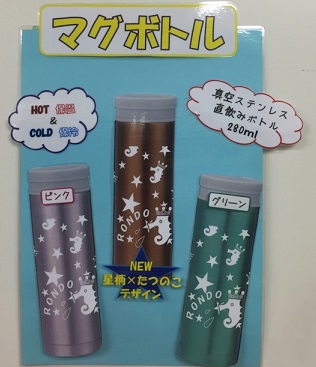 マグボトル
HOT 保温
&
COLD 保冷
真空ステンレス
直飲みボトル
280ml
ピンク
グリーン
RONDO
RONDO
RONDO
NEW
星柄×たつのこ
デザイン